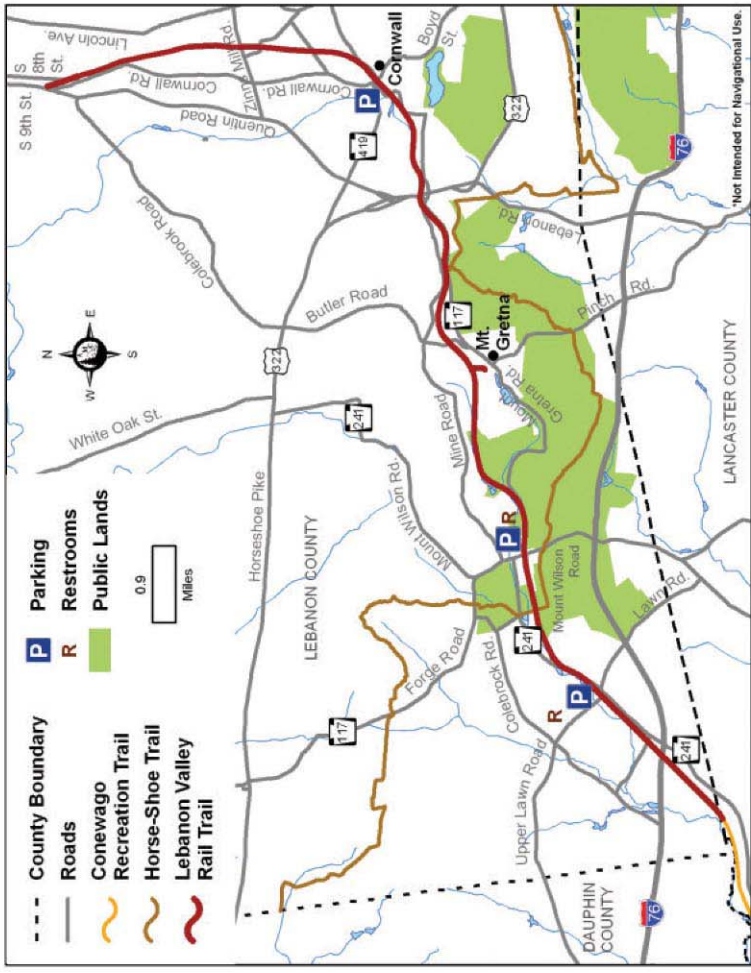 County Boundary
Roads
Conewago
Recreation Trail
Horse-Shoe Trail
Lebanon Valley
Rail Trail
P
Parking
R
Restrooms
Public Lands
0.9
Miles
N
W
E
S
S 9th St.
S
8th
St.
Lincoln Ave.
Zinns Mill Rd.
Cornwall Rd.
Cornwall Rd.
Quentin Road
Colebrook Road
White Oak St.
Butler Road
Horseshoe Pike
322
241
419
P
Cornwall
Boyd
St.
322
LEBANON COUNTY
Mount Wilson Rd.
Mine Road
117
Mt.
Gretna
Mount
Gretna Rd.
Pinch Rd.
Lebanon Rd.
76
117
Forge Road
Colebrock Rd.
241
P
R
Mount Wilson
Road
Lawn Rd.
R
P
Upper Lawn Road
241
76
DAUPHIN
COUNTY
LANCASTER COUNTY
*Not Intended for Navigational Use.